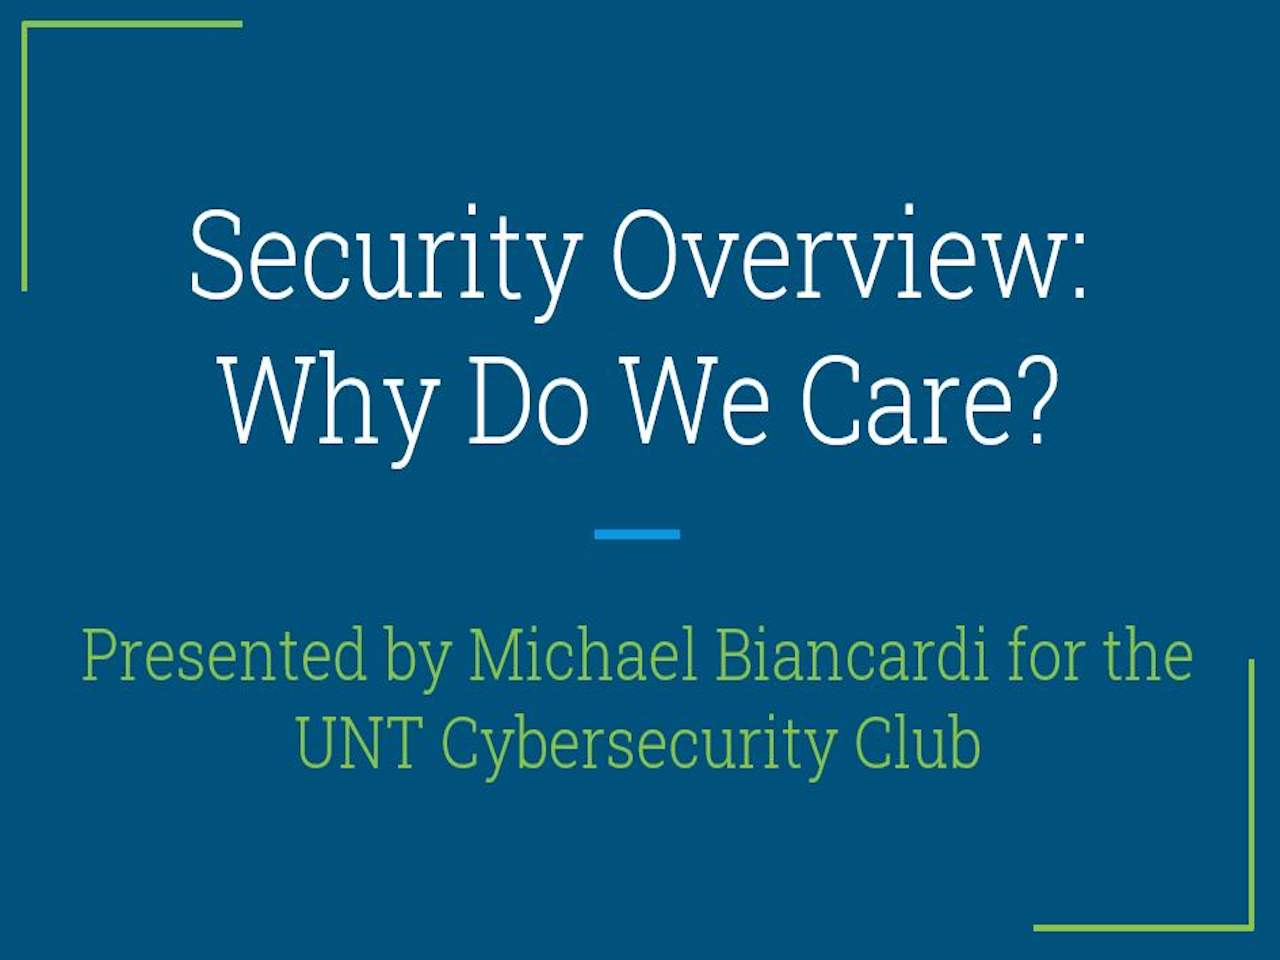 Security Overview:
Why Do We Care?
Presented by Michael Biancardi for the
UNT Cybersecurity Club